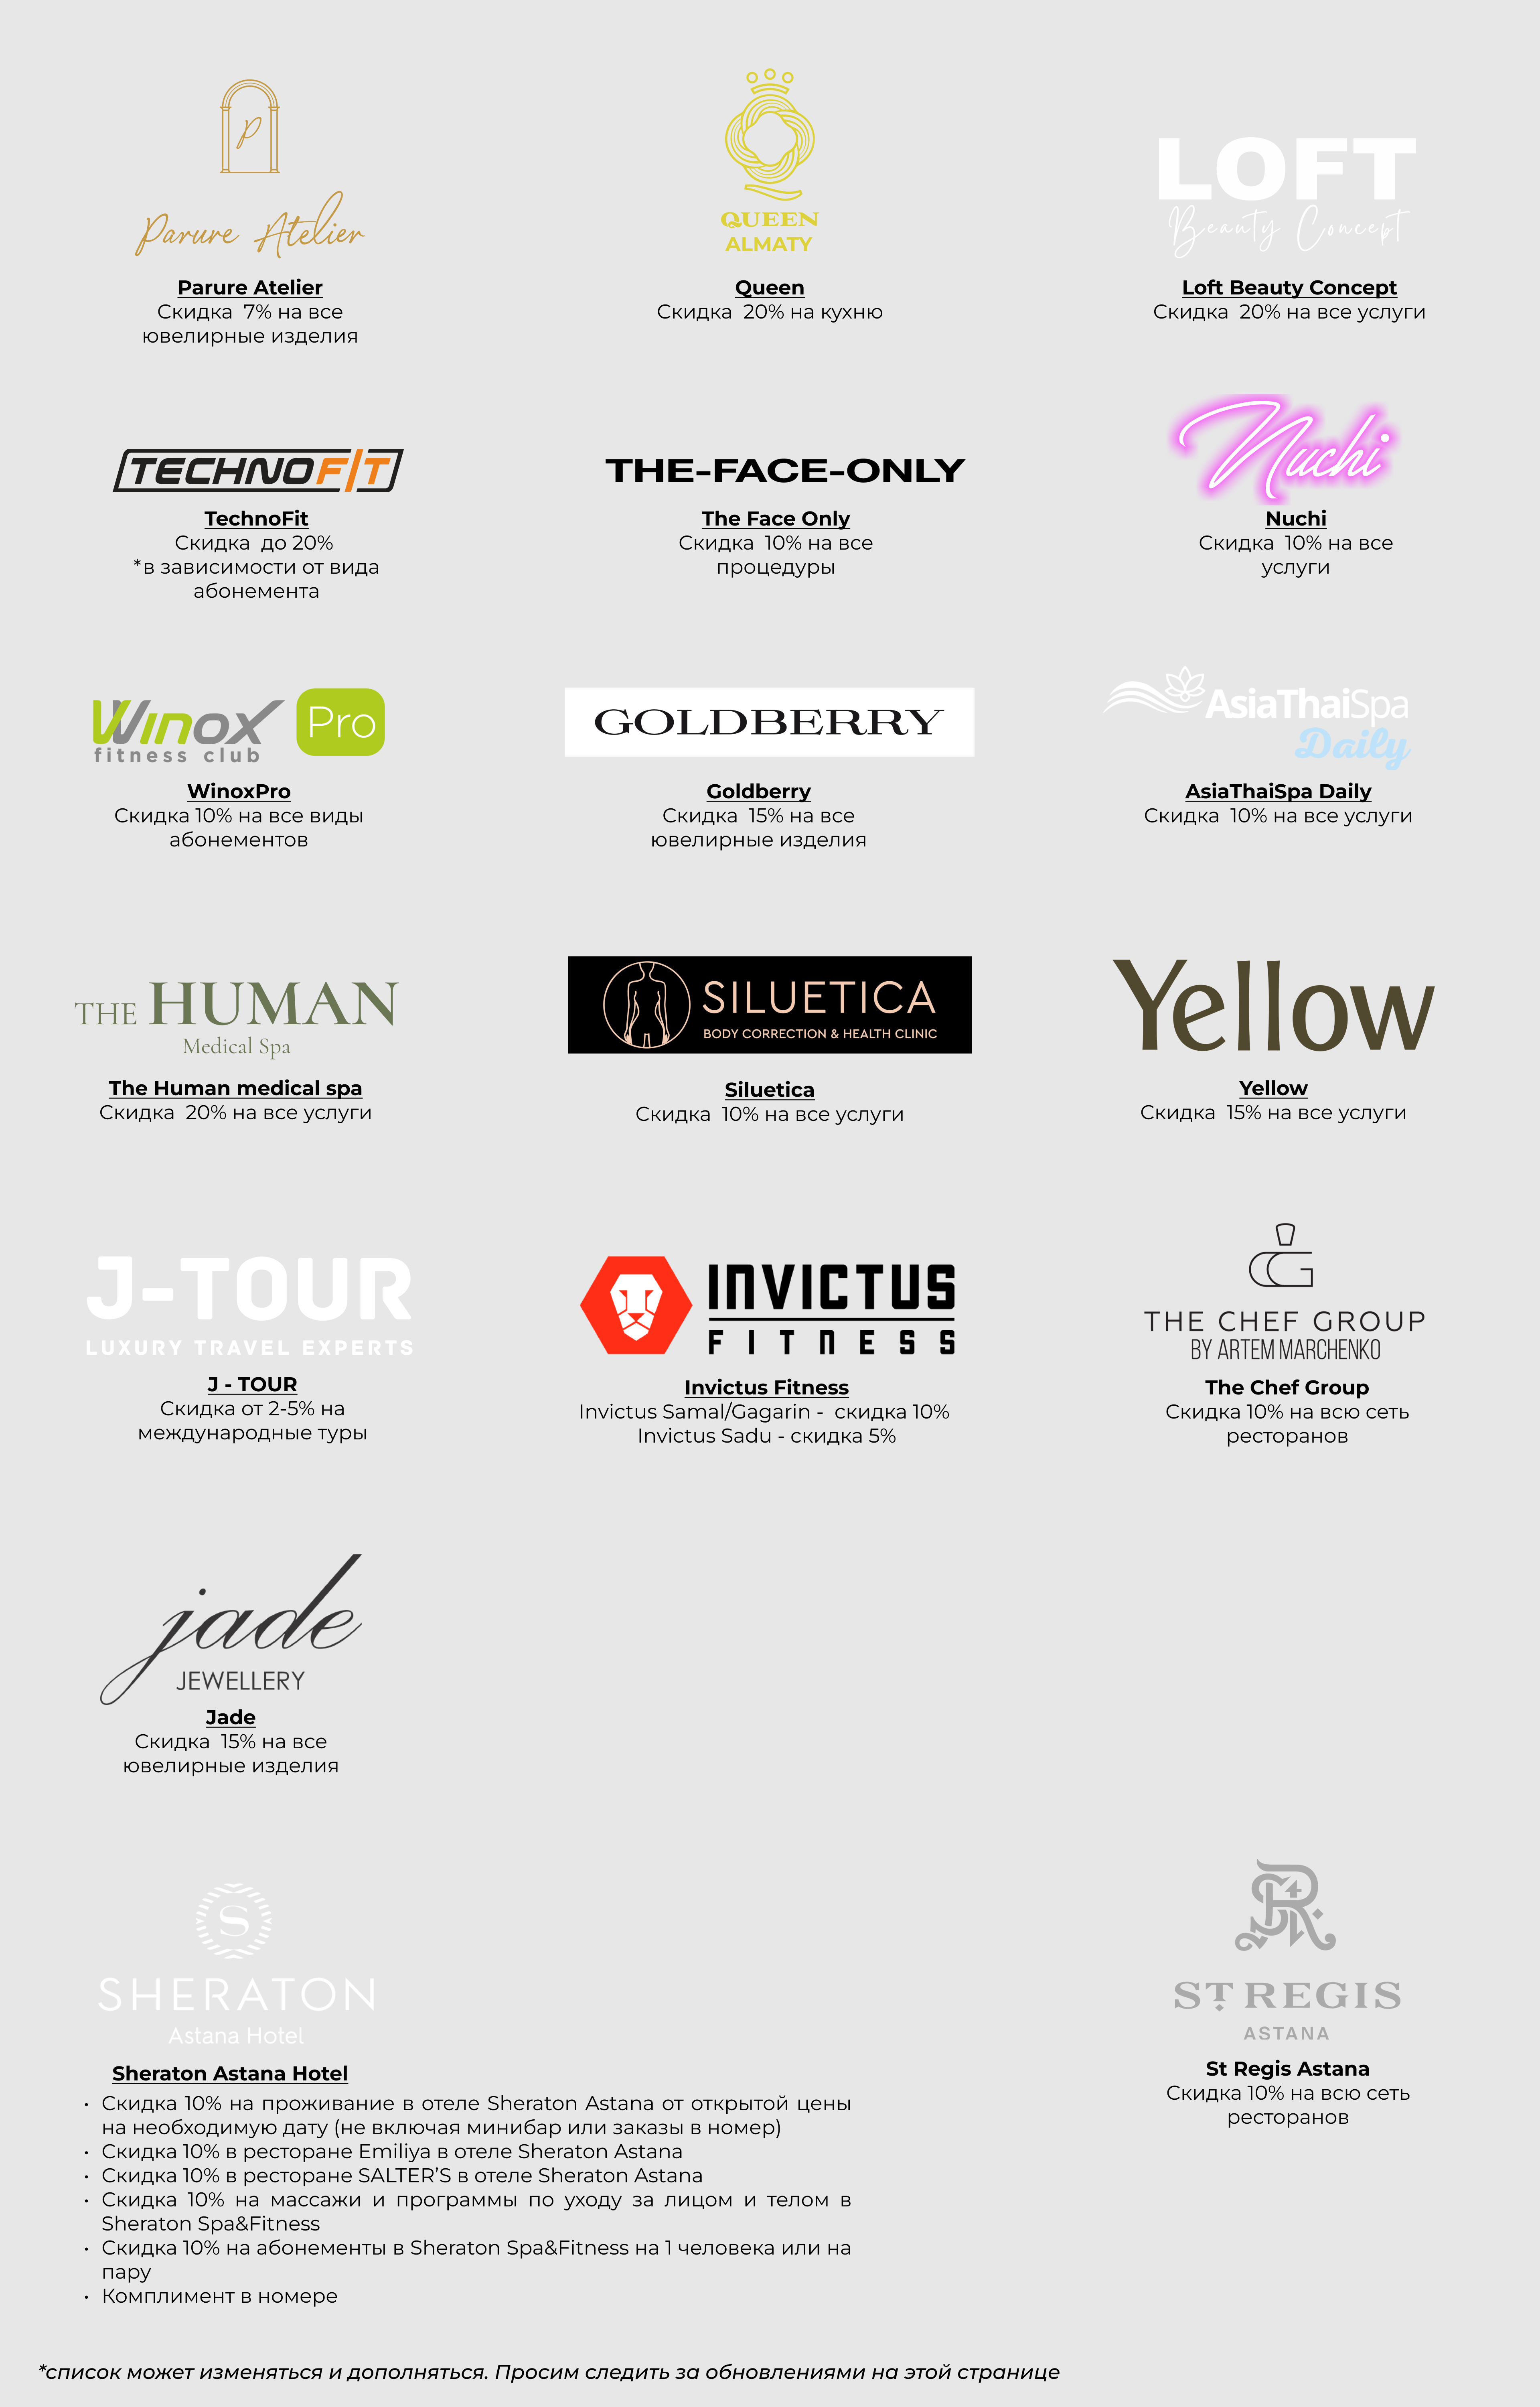 P
Parure Atelier
Parure Atelier
Скидка 7% на все
ювелирные изделия
QUEEN
ALMATY
Queen
Скидка 20% на кухню
LOFT
Beauty Concept
Loft Beauty Concept
Скидка 20% на все услуги
TECHNOFIT
TechnoFit
Скидка до 20%
*в зависимости от вида
абонемента
THE-FACE-ONLY
The Face Only
Скидка 10% на все
процедуры
Nuchi
Nuchi
Скидка 10% на все
услуги
Winox Pro
fitness club
WinoxPro
Скидка 10% на все виды
абонементов
GOLDBERRY
Goldberry
Скидка 15% на все
ювелирные изделия
AsiaThaiSpa
Daily
AsiaThaiSpa Daily
Скидка 10% на все услуги
THE HUMAN
Medical Spa
The Human medical spa
Скидка 20% на все услуги
SILUETICA
BODY CORRECTION & HEALTH CLINIC
Siluetica
Скидка 10% на все услуги
Yellow
Yellow
Скидка 15% на все услуги
J-TOUR
LUXURY TRAVEL EXPERTS
J - TOUR
Скидка от 2-5% на
международные туры
INVICTUS
FITNESS
Invictus Fitness
Invictus Samal/Gagarin - скидка 10%
Invictus Sadu - скидка 5%
THE CHEF GROUP
BY ARTEM MARCHENKO
The Chef Group
Скидка 10% на всю сеть
ресторанов
jade
JEWELLERY
Jade
Скидка 15% на все
ювелирные изделия
S
SHERATON
Astana Hotel
Sheraton Astana Hotel
• Скидка 10% на проживание в отеле Sheraton Astana от открытой цены
на необходимую дату (не включая минибар или заказы в номер)
• Скидка 10% в ресторане Emiliya в отеле Sheraton Astana
• Скидка 10% в ресторане SALTER’S в отеле Sheraton Astana
• Скидка 10% на массажи и программы по уходу за лицом и телом в
Sheraton Spa&Fitness
• Скидка 10% на абонементы в Sheraton Spa&Fitness на 1 человека или на
пару
• Комплимент в номере
ST REGIS
ASTANA
St Regis Astana
Скидка 10% на всю сеть
ресторанов
*список может изменяться и дополняться. Просим следить за обновлениями на этой странице